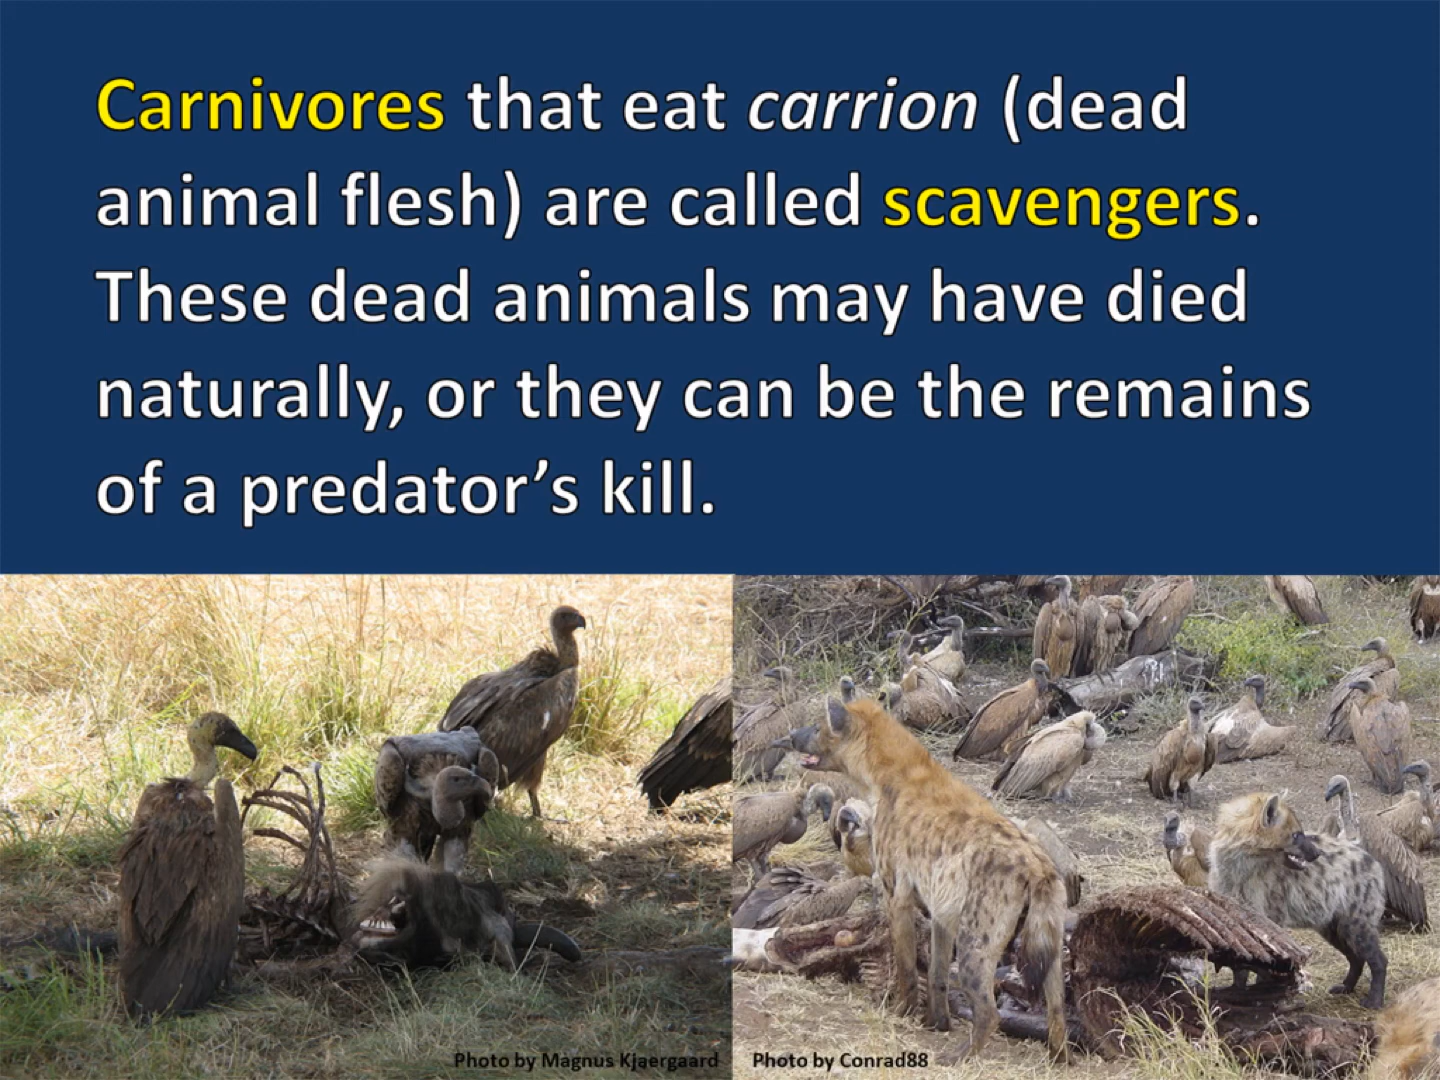 Carnivores that eat carrion (dead
animal flesh) are called scavengers.
These dead animals may have died
naturally, or they can be the remains
of a predator’s kill.
Photo by Magnus Kjaergaard
Photo by Conrad88